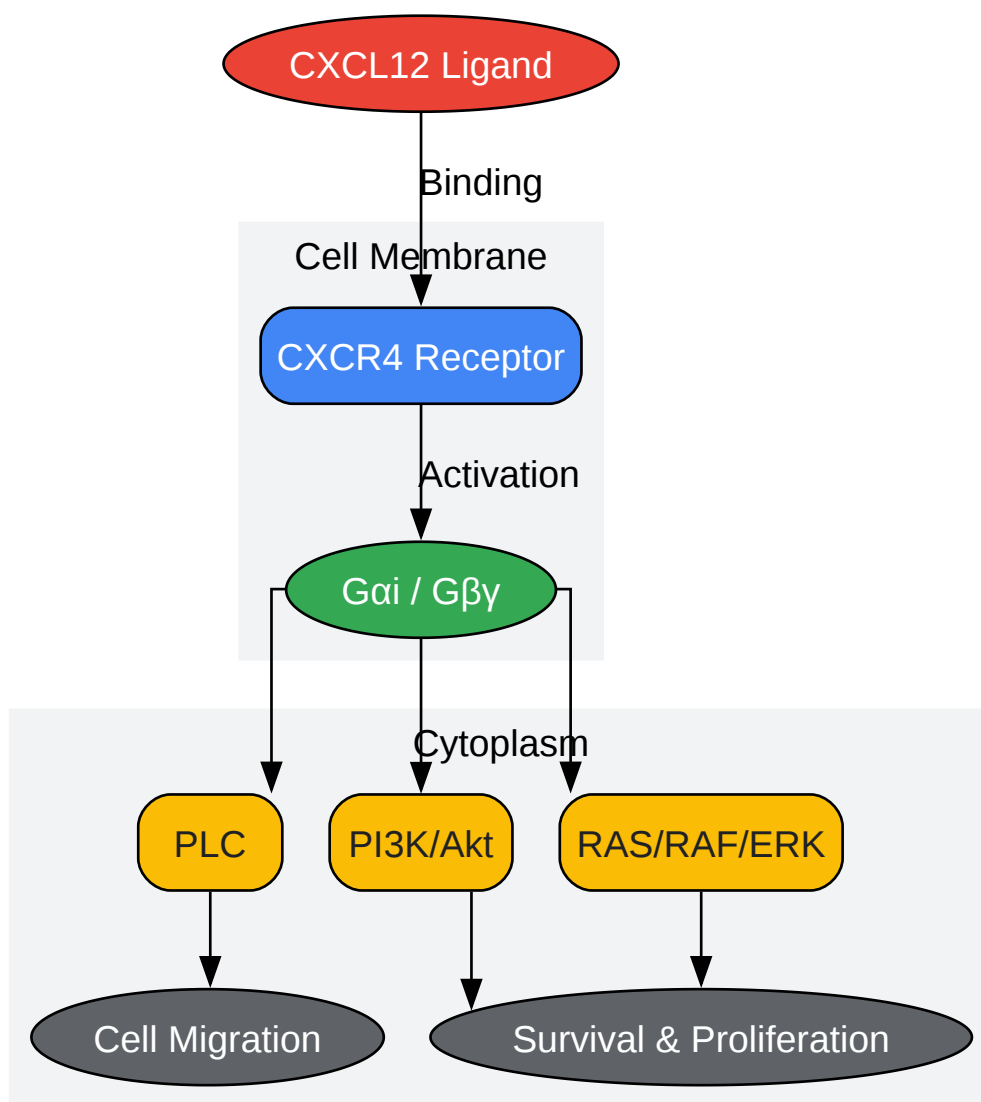 CXCL12 Ligand
Binding
Cell Membrane
CXCR4 Receptor
Activation
Gαi / Gβγ
Cytoplasm
PLC
PI3K/Akt
RAS/RAF/ERK
Cell Migration
Survival & Proliferation